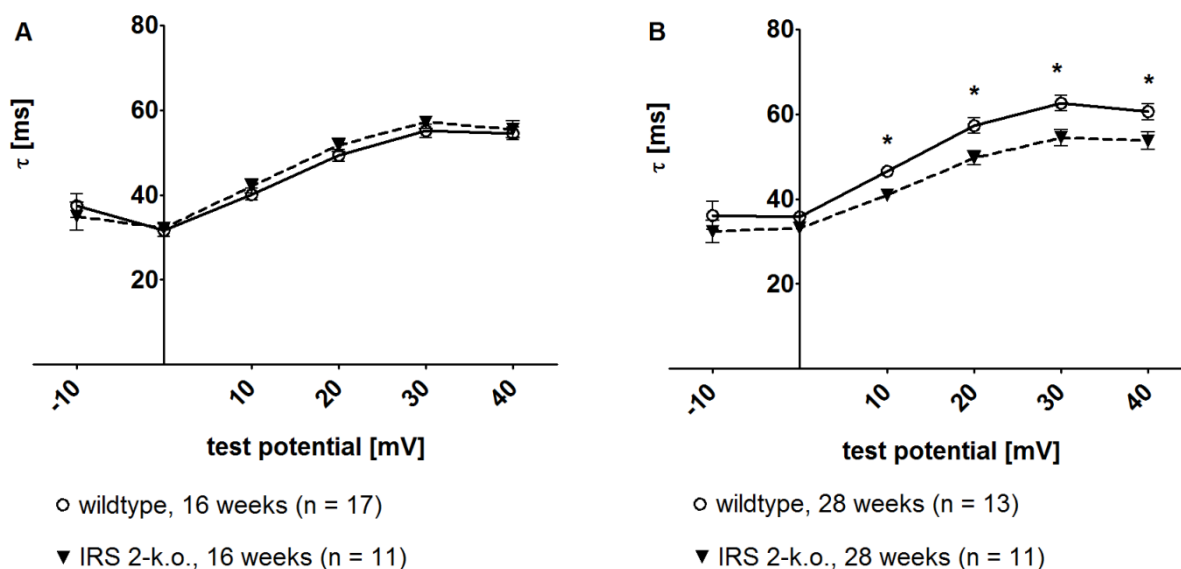 A
80
60
40
20
τ [ms]
-10 10 20 30 40
test potential [mV]
wildtype, 16 weeks (n = 17)
IRS 2-k.o., 16 weeks (n = 11)
B
80
60
40
20
τ [ms]
* * * *
-10 10 20 30 40
test potential [mV]
wildtype, 28 weeks (n = 13)
IRS 2-k.o., 28 weeks (n = 11)